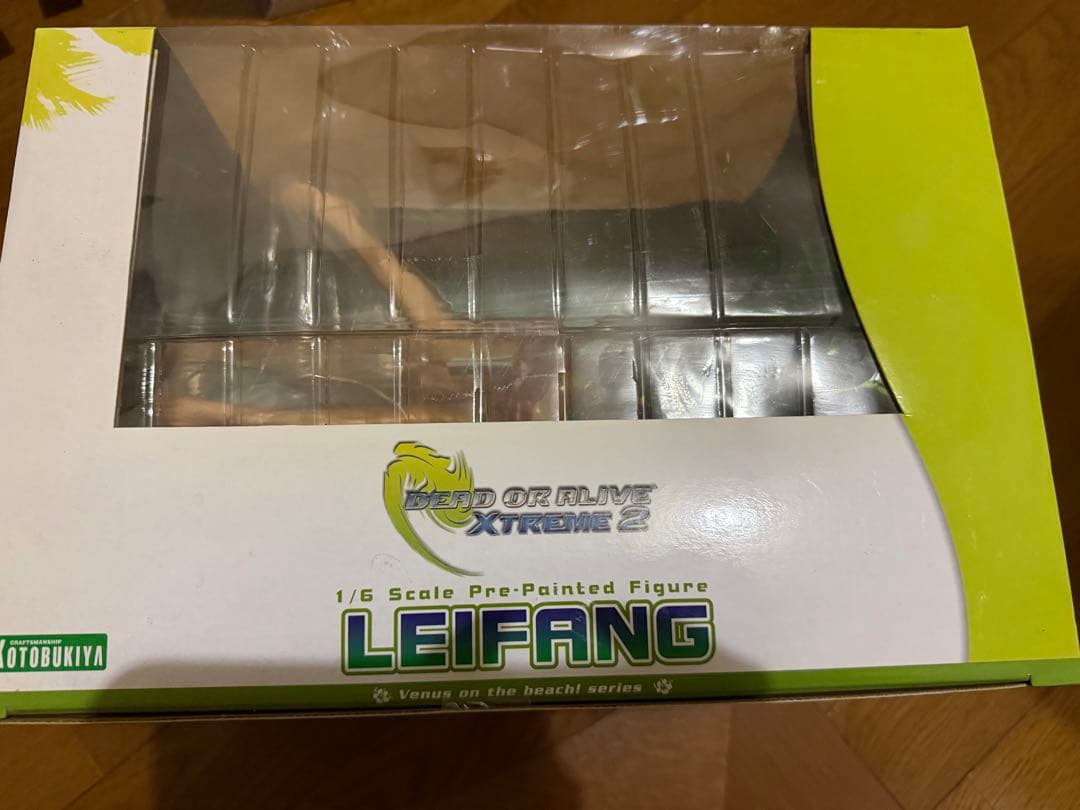 DEAD OR ALIVE
XTREME 2
1/6 Scale Pre-Painted Figure
LEIFANG
CRAFTSMANSHIP
KOTOBUKIYA
Venus on the beach! series